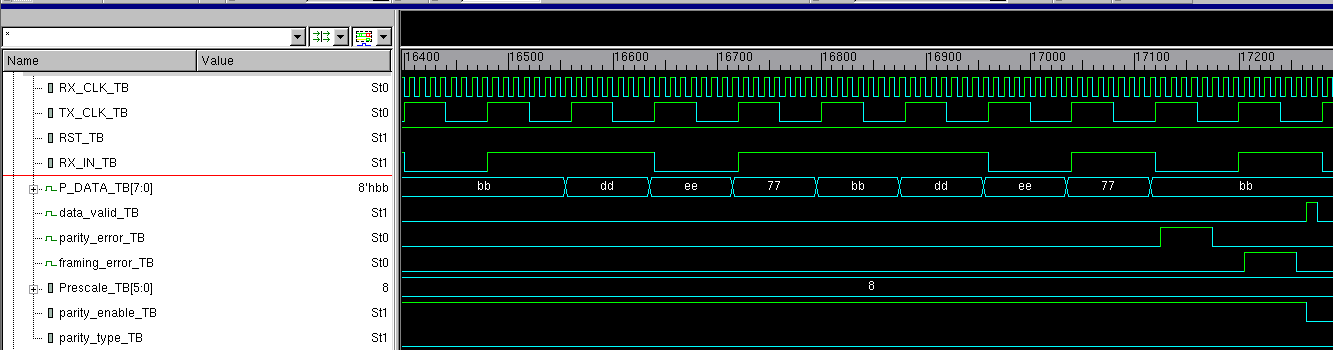 *
Name Value
16400 16500 16600 16700 16800 16900 17000 17100 17200
RX_CLK_TB St0
TX_CLK_TB St0
RST_TB St1
RX_IN_TB St1
P_DATA_TB[7:0] 8'hbb bb dd ee 77 bb dd ee 77 bb
data_valid_TB St1
parity_error_TB St0
framing_error_TB St0
Prescale_TB[5:0] 8 8
parity_enable_TB St1
parity_type_TB St1